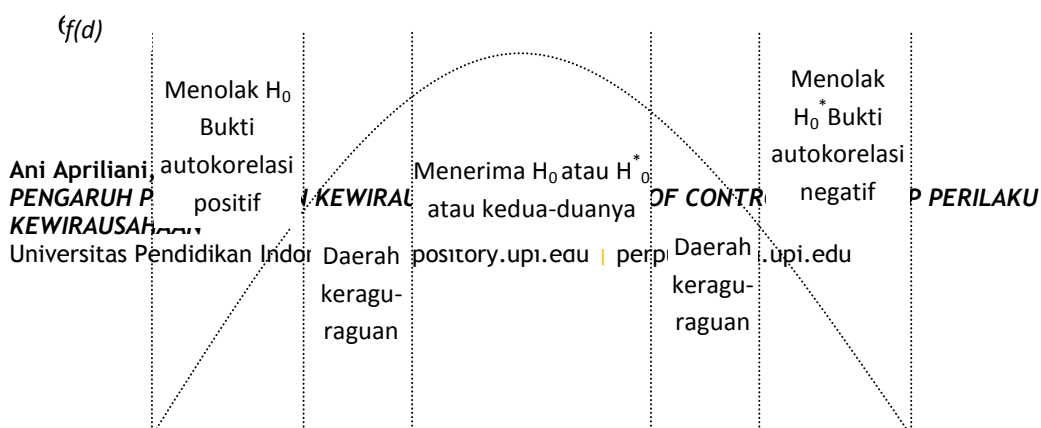 f(d)
Menolak H₀
Bukti
autokorelasi
positif
Menerima H₀ atau H*₀
atau kedua-duanya
Menolak
H₀* Bukti
autokorelasi
negatif
Daerah
keragu-
raguan
Daerah
keragu-
raguan
Ani Apriliani,
PENGARUH P KEWIRAU OF CONTR P PERILAKU
KEWIRAUSAHAAN
Universitas Pendidikan Indon pository.upi.edu | perp .upi.edu